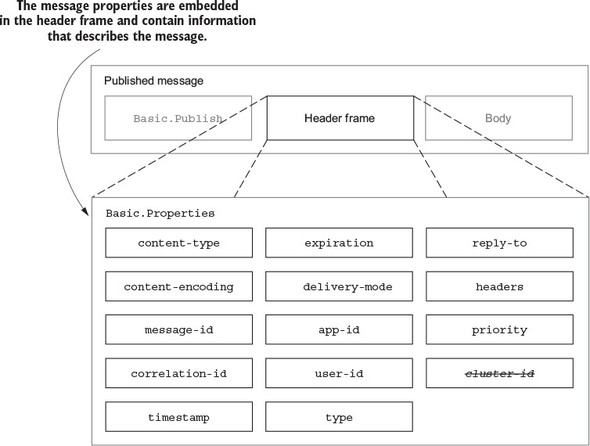 The message properties are embedded
in the header frame and contain information
that describes the message.
Published message
Basic.Publish
Header frame
Body
Basic.Properties
content-type
expiration
reply-to
content-encoding
delivery-mode
headers
message-id
app-id
priority
correlation-id
user-id
cluster-id
timestamp
type